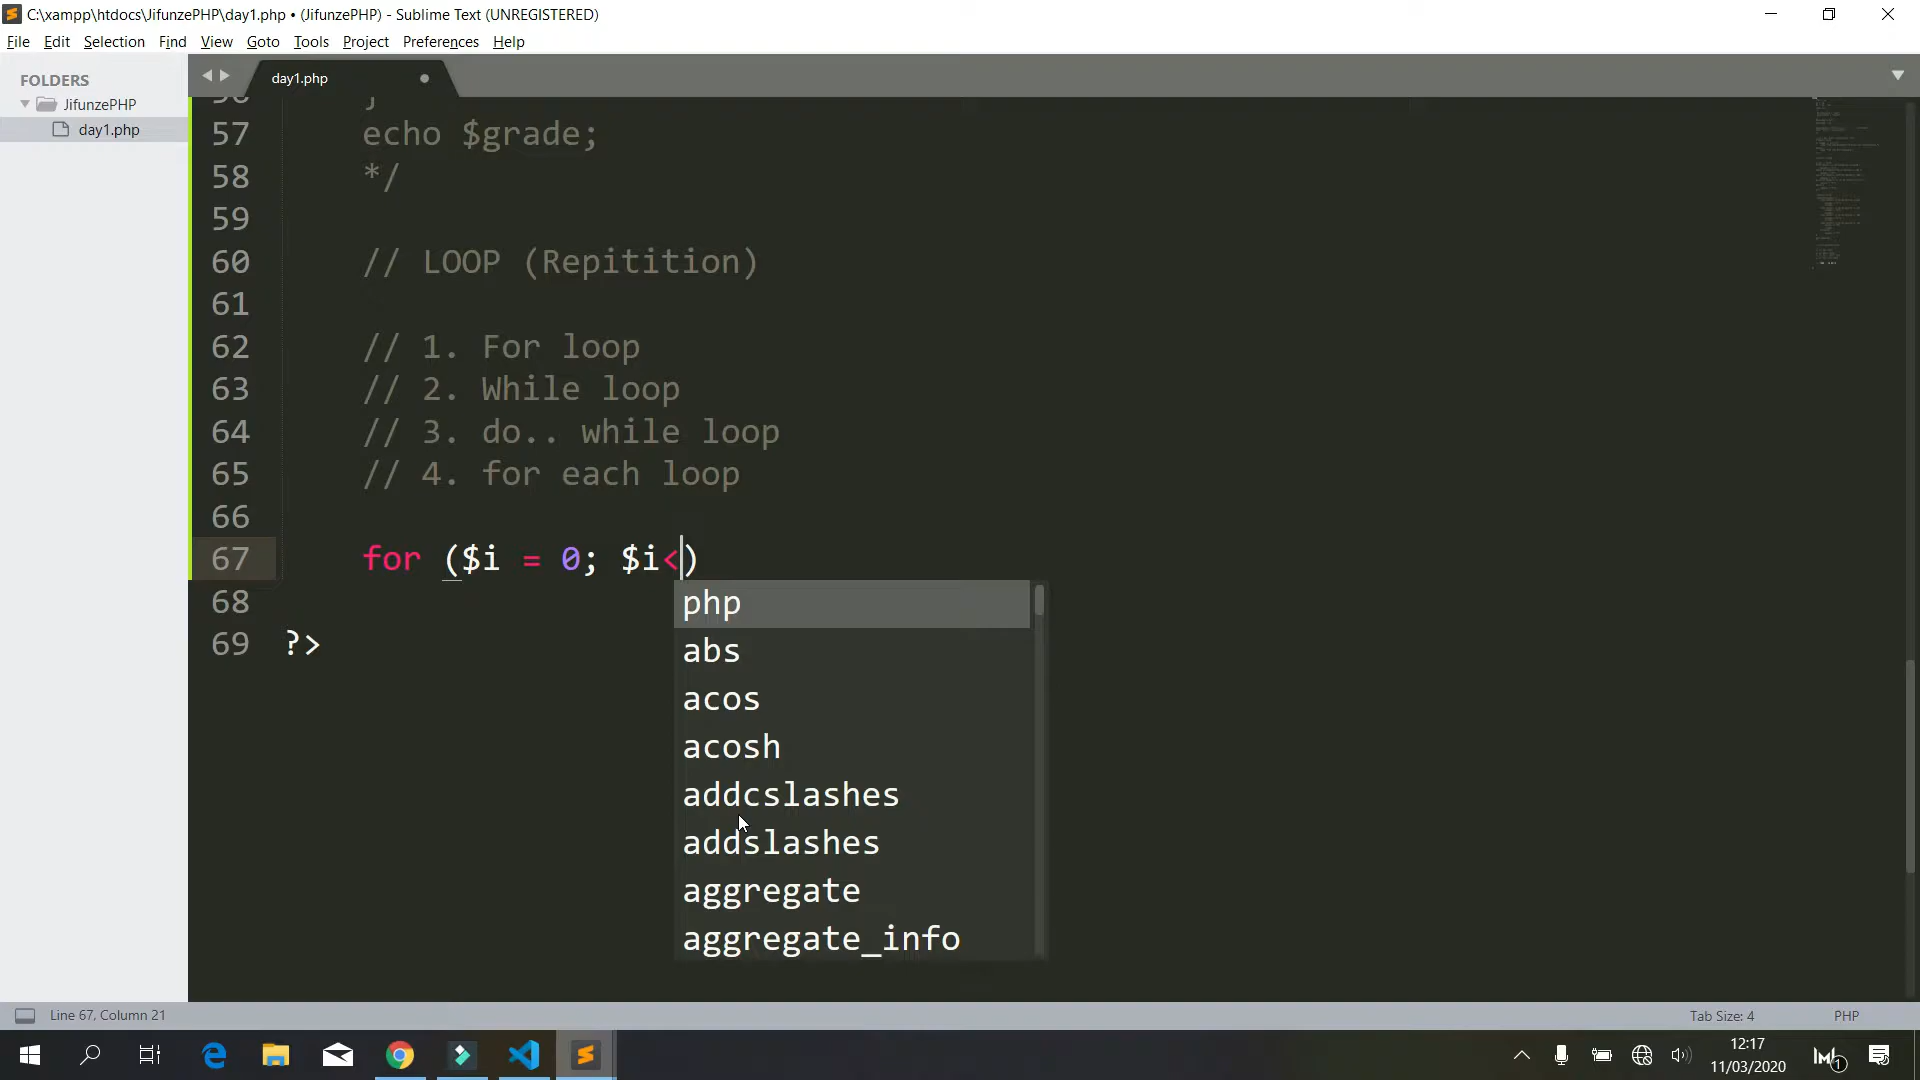 C:\xampp\htdocs\JifunzePHP\day1.php • (JifunzePHP) - Sublime Text (UNREGISTERED)
File Edit Selection Find View Goto Tools Project Preferences Help
FOLDERS
JifunzePHP
day1.php
day1.php
56 }
57 echo $grade;
58 */
59
60 // LOOP (Repitition)
61
62 // 1. For loop
63 // 2. While loop
64 // 3. do.. while loop
65 // 4. for each loop
66
67 for ($i = 0; $i<)
68
69 ?>
php
abs
acos
acosh
addcslashes
addslashes
aggregate
aggregate_info
Line 67, Column 21
Tab Size: 4
PHP
12:17
11/03/2020
1